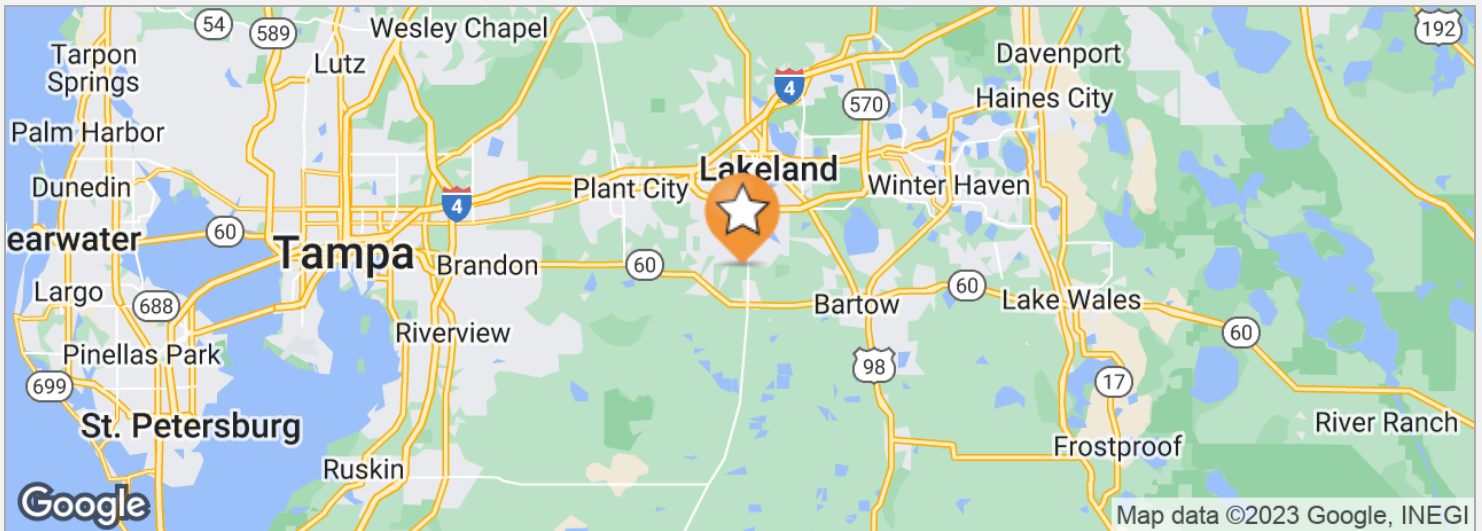 54
589
Wesley Chapel
192
Tarpon
Springs
Lutz
Davenport
4
570
Haines City
Palm Harbor
Lakeland
Dunedin
4
Plant City
Winter Haven
60
earwater
Tampa
Brandon
60
Largo
688
Bartow
60
Lake Wales
Riverview
60
Pinellas Park
98
699
17
St. Petersburg
River Ranch
Frostproof
Ruskin
Google
Map data ©2023 Google, INEGI